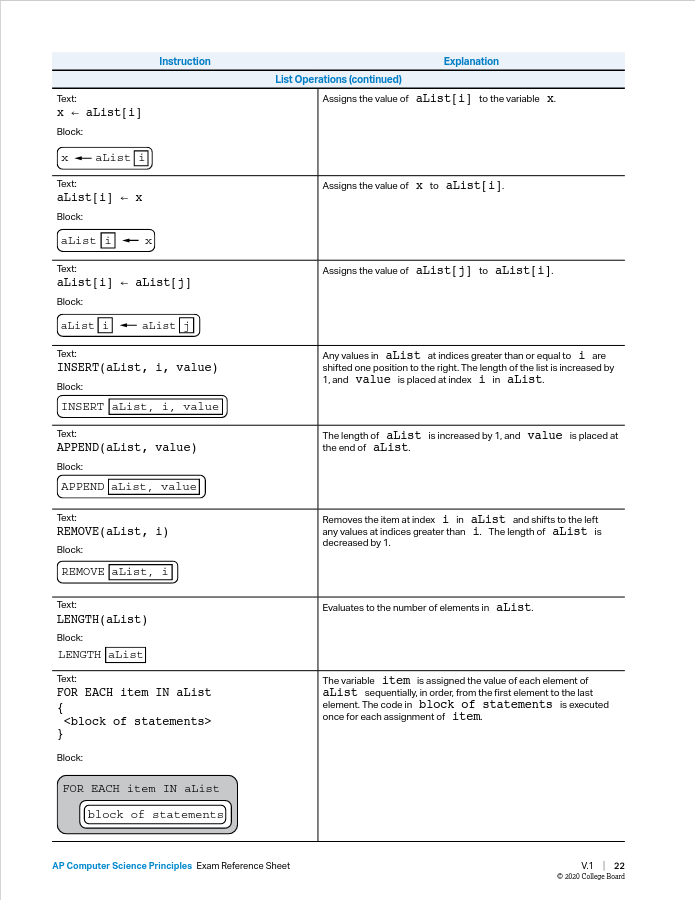 Instruction Explanation
List Operations (continued)
Text:
x ← aList[i]
Block:
x ← aList i
Assigns the value of aList[i] to the variable x.
Text:
aList[i] ← x
Block:
aList i ← x
Assigns the value of x to aList[i].
Text:
aList[i] ← aList[j]
Block:
aList i ← aList j
Assigns the value of aList[j] to aList[i].
Text:
INSERT(aList, i, value)
Block:
INSERT aList, i, value
Any values in aList at indices greater than or equal to i are
shifted one position to the right. The length of the list is increased by
1, and value is placed at index i in aList.
Text:
APPEND(aList, value)
Block:
APPEND aList, value
The length of aList is increased by 1, and value is placed at
the end of aList.
Text:
REMOVE(aList, i)
Block:
REMOVE aList, i
Removes the item at index i in aList and shifts to the left
any values at indices greater than i. The length of aList is
decreased by 1.
Text:
LENGTH(aList)
Block:
LENGTH aList
Evaluates to the number of elements in aList.
Text:
FOR EACH item IN aList
{
<block of statements>
}
Block:
FOR EACH item IN aList
block of statements
The variable item is assigned the value of each element of
aList sequentially, in order, from the first element to the last
element. The code in block of statements is executed
once for each assignment of item.
AP Computer Science Principles Exam Reference Sheet V.1 | 22
© 2020 College Board